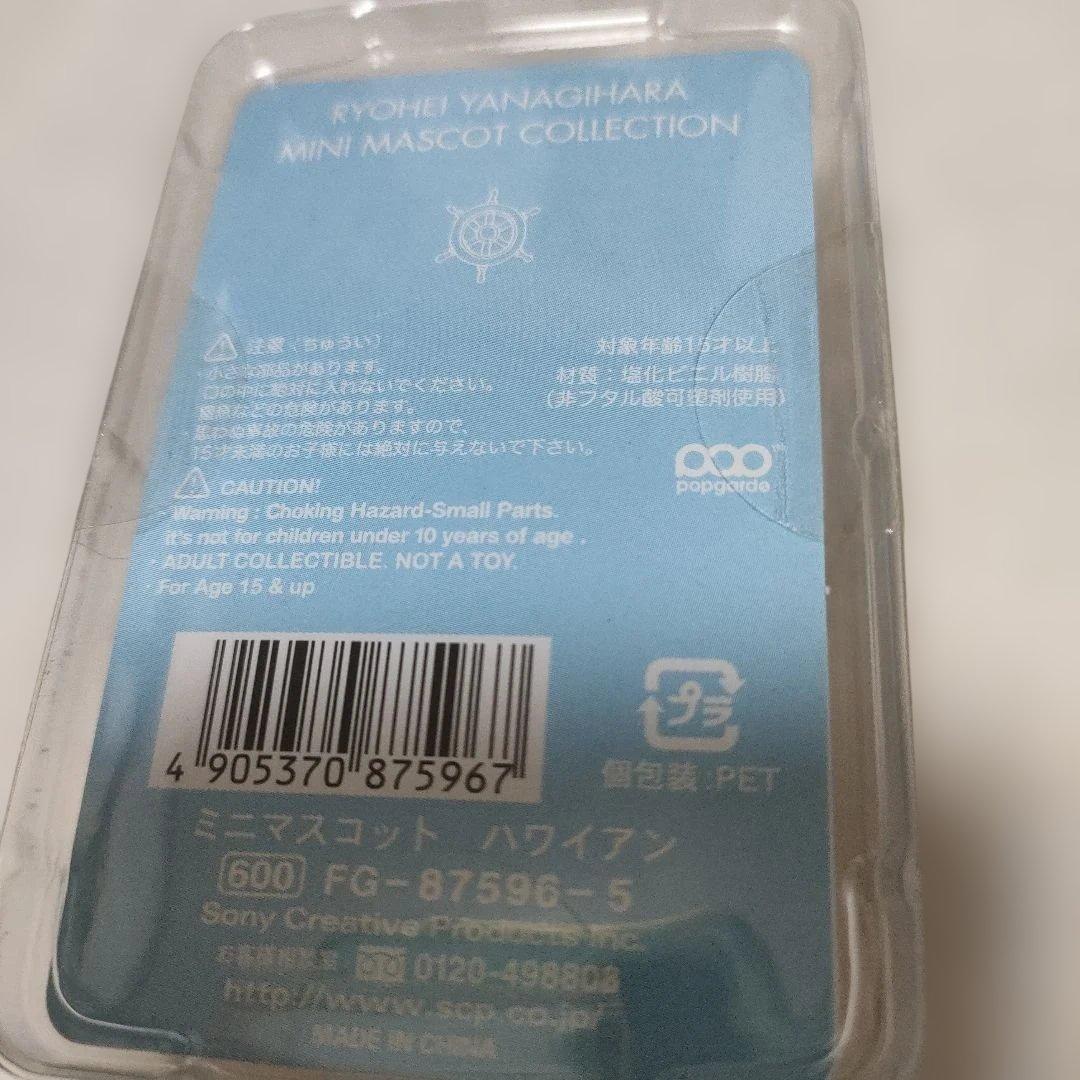 RYOHEI YANAGIHARA
MINI MASCOT COLLECTION
注意(ちゅうい)
・小さな部品があります。
口の中に絶対に入れないでください。
窒息などの危険があります。
思わぬ事故の危険がありますので、
15才未満のお子様には絶対に与えないで下さい。
対象年齢15才以上
材質:塩化ビニル樹脂
(非フタル酸可塑剤使用)
popgarde
CAUTION!
・Warning : Choking Hazard-Small Parts.
it's not for children under 10 years of age .
・ADULT COLLECTIBLE. NOT A TOY.
・For Age 15 & up
4 905370 875967
プラ
個包装:PET
ミニマスコット ハワイアン
600 FG-87596-5
Sony Creative Products Inc.
お客様相談室 0120-498808
http://www.scp.co.jp/
MADE IN CHINA